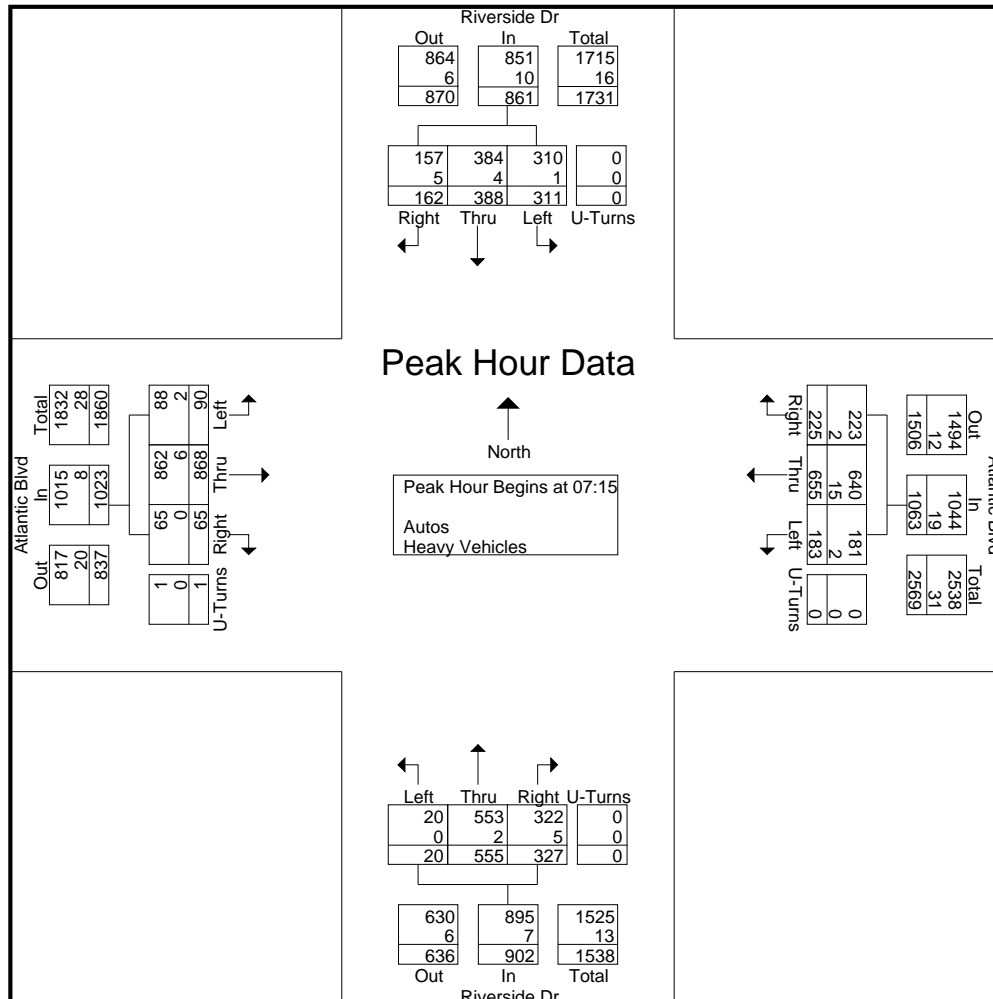 Riverside Dr
Out In Total
864 851 1715
6 10 16
870 861 1731
157 384 310 0
5 4 1 0
162 388 311 0
Right Thru Left U-Turns
Peak Hour Data
North
Peak Hour Begins at 07:15
Autos
Heavy Vehicles
Atlantic Blvd
Out In Total
817 1015 1832
20 8 28
837 1023 1860
1 65 862 88
0 0 6 2
1 65 868 90
U-Turns Right Thru Left
Atlantic Blvd
Out In Total
1494 1044 2538
12 19 31
1506 1063 2569
223 640 181 0
2 15 2 0
225 655 183 0
Right Thru Left U-Turns
Left Thru Right U-Turns
20 553 322 0
0 2 5 0
20 555 327 0
630 895 1525
6 7 13
636 902 1538
Out In Total
Riverside Dr